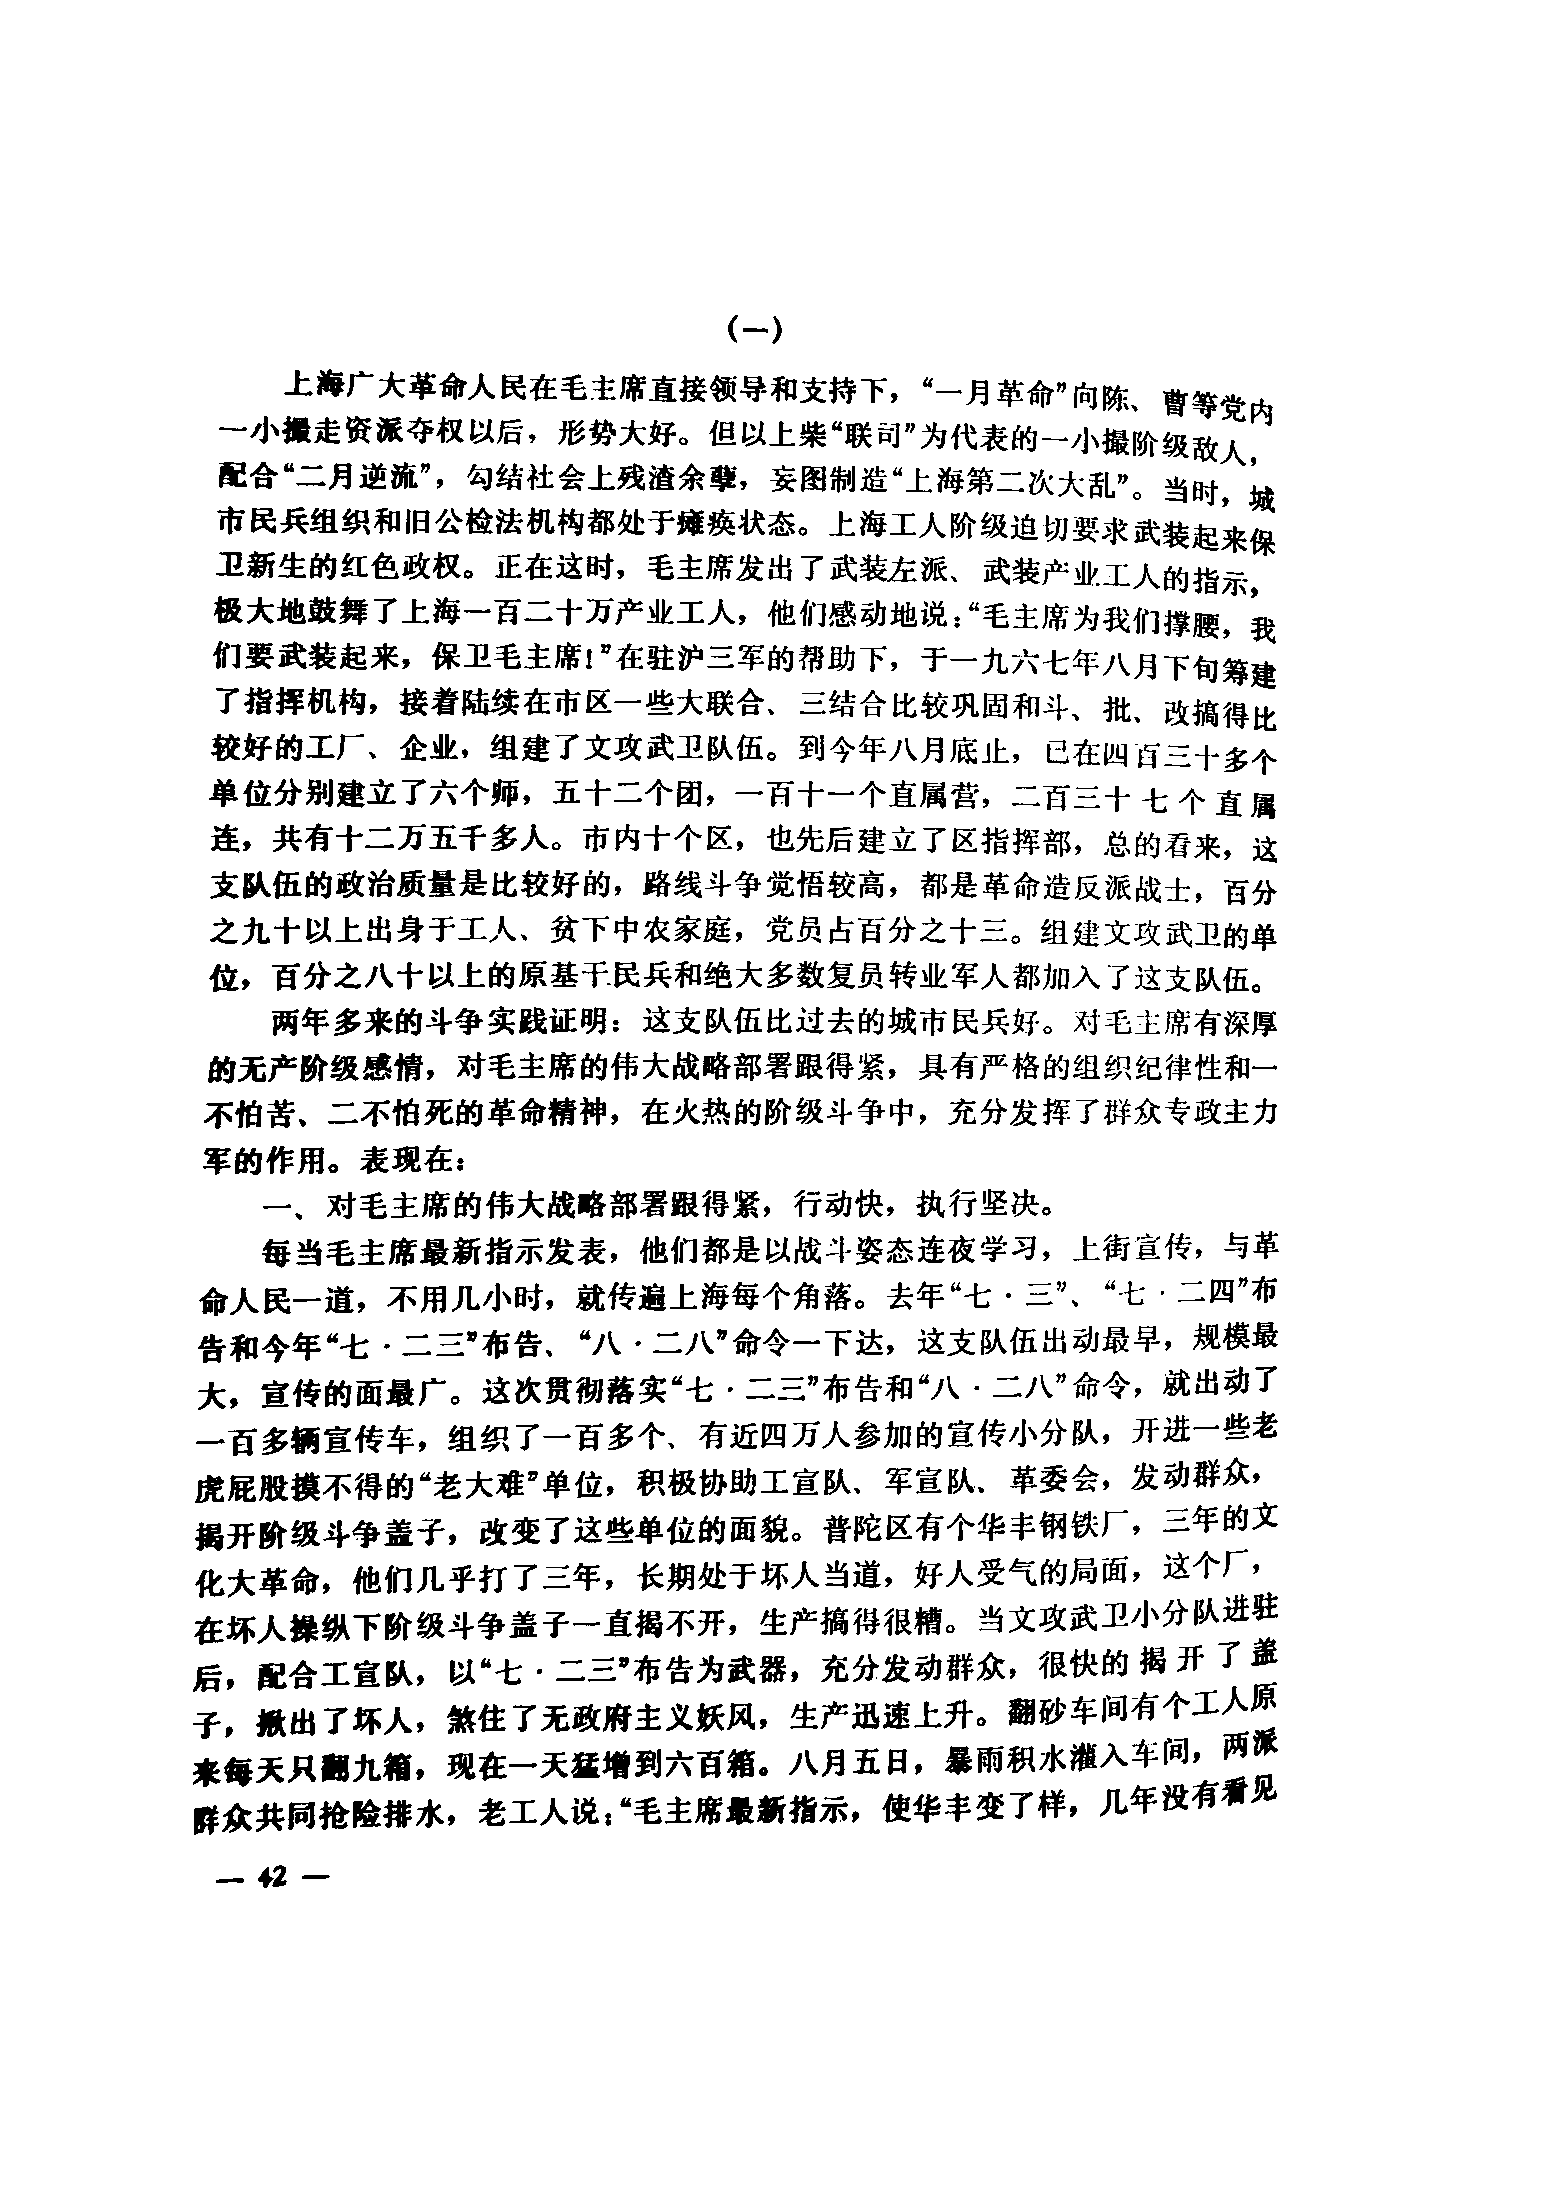 （一）
上海广大革命人民在毛主席直接领导和支持下，“一月革命”向陈、曹等党内
一小撮走资派夺权以后，形势大好。但以上柴“联司”为代表的一小撮阶级敌人，
配合“二月逆流”，勾结社会上残渣余孽，妄图制造“上海第二次大乱”。当时，城
市民兵组织和旧公检法机构都处于瘫痪状态。上海工人阶级迫切要求武装起来保
卫新生的红色政权。正在这时，毛主席发出了武装左派、武装产业工人的指示，
极大地鼓舞了上海一百二十万产业工人，他们感动地说：“毛主席为我们撑腰，我
们要武装起来，保卫毛主席！”在驻沪三军的帮助下，于一九六七年八月下旬筹建
了指挥机构，接着陆续在市区一些大联合、三结合比较巩固和斗、批、改搞得比
较好的工厂、企业，组建了文攻武卫队伍。到今年八月底止，已在四百三十多个
单位分别建立了六个师，五十二个团，一百十一个直属营，二百三十七个直属
连，共有十二万五千多人。市内十个区，也先后建立了区指挥部，总的看来，这
支队伍的政治质量是比较好的，路线斗争觉悟较高，都是革命造反派战士，百分
之九十以上出身于工人、贫下中农家庭，党员占百分之十三。组建文攻武卫的单
位，百分之八十以上的原基干民兵和绝大多数复员转业军人都加入了这支队伍。
两年多来的斗争实践证明：这支队伍比过去的城市民兵好。对毛主席有深厚
的无产阶级感情，对毛主席的伟大战略部署跟得紧，具有严格的组织纪律性和一
不怕苦、二不怕死的革命精神，在火热的阶级斗争中，充分发挥了群众专政主力
军的作用。表现在：
一、对毛主席的伟大战略部署跟得紧，行动快，执行坚决。
每当毛主席最新指示发表，他们都是以战斗姿态连夜学习，上街宣传，与革
命人民一道，不用几小时，就传遍上海每个角落。去年“七·三”、“七·二四”布
告和今年“七·二三”布告、“八·二八”命令一下达，这支队伍出动最早，规模最
大，宣传的面最广。这次贯彻落实“七·二三”布告和“八·二八”命令，就出动了
一百多辆宣传车，组织了一百多个、有近四万人参加的宣传小分队，开进一些老
虎屁股摸不得的“老大难”单位，积极协助工宣队、军宣队、革委会，发动群众，
揭开阶级斗争盖子，改变了这些单位的面貌。普陀区有个华丰钢铁厂，三年的文
化大革命，他们几乎打了三年，长期处于坏人当道，好人受气的局面，这个厂，
在坏人操纵下阶级斗争盖子一直揭不开，生产搞得很糟。当文攻武卫小分队进驻
后，配合工宣队，以“七·二三”布告为武器，充分发动群众，很快的揭开了盖
子，揪出了坏人，煞住了无政府主义妖风，生产迅速上升。翻砂车间有个工人原
来每天只翻九箱，现在一天猛增到六百箱。八月五日，暴雨积水灌入车间，两派
群众共同抢险排水，老工人说：“毛主席最新指示，使华丰变了样，几年没有看见
— 42 —